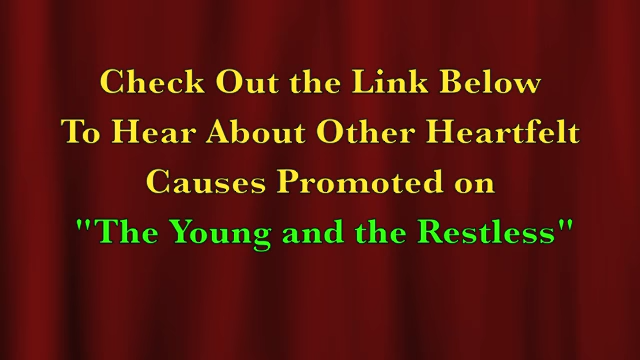 Check Out the Link Below
To Hear About Other Heartfelt
Causes Promoted on
"The Young and the Restless"